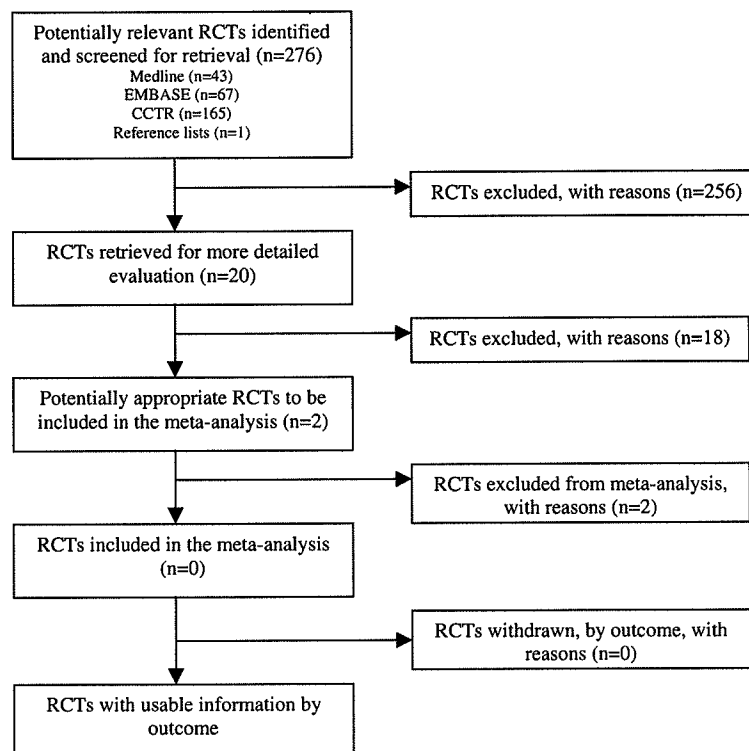 Potentially relevant RCTs identified
and screened for retrieval (n=276)
Medline (n=43)
EMBASE (n=67)
CCTR (n=165)
Reference lists (n=1)
RCTs excluded, with reasons (n=256)
RCTs retrieved for more detailed
evaluation (n=20)
RCTs excluded, with reasons (n=18)
Potentially appropriate RCTs to be
included in the meta-analysis (n=2)
RCTs excluded from meta-analysis,
with reasons (n=2)
RCTs included in the meta-analysis
(n=0)
RCTs withdrawn, by outcome, with
reasons (n=0)
RCTs with usable information by
outcome